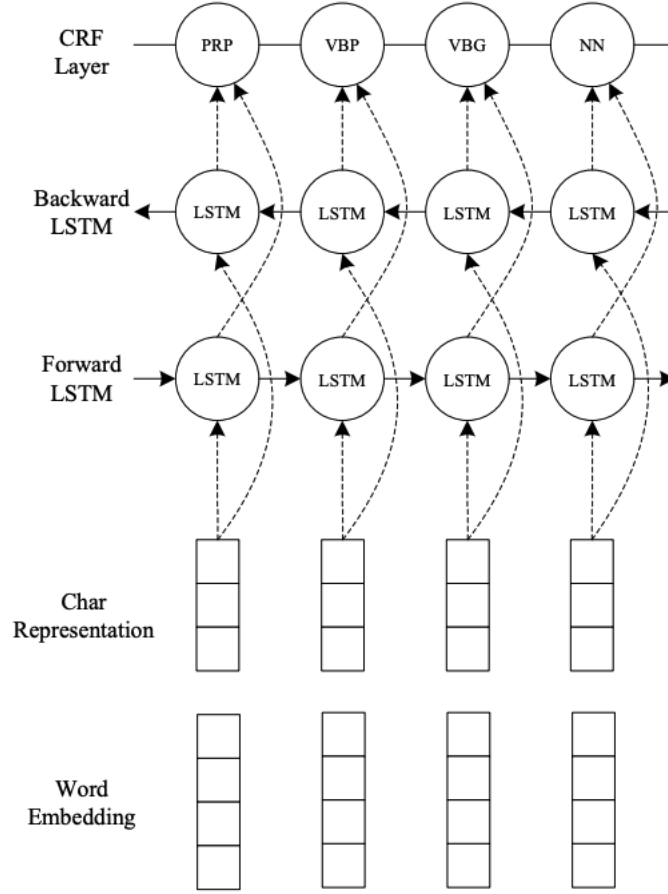 CRF
Layer
PRP VBP VBG NN
Backward
LSTM
LSTM LSTM LSTM LSTM
Forward
LSTM
LSTM LSTM LSTM LSTM
Char
Representation
Word
Embedding